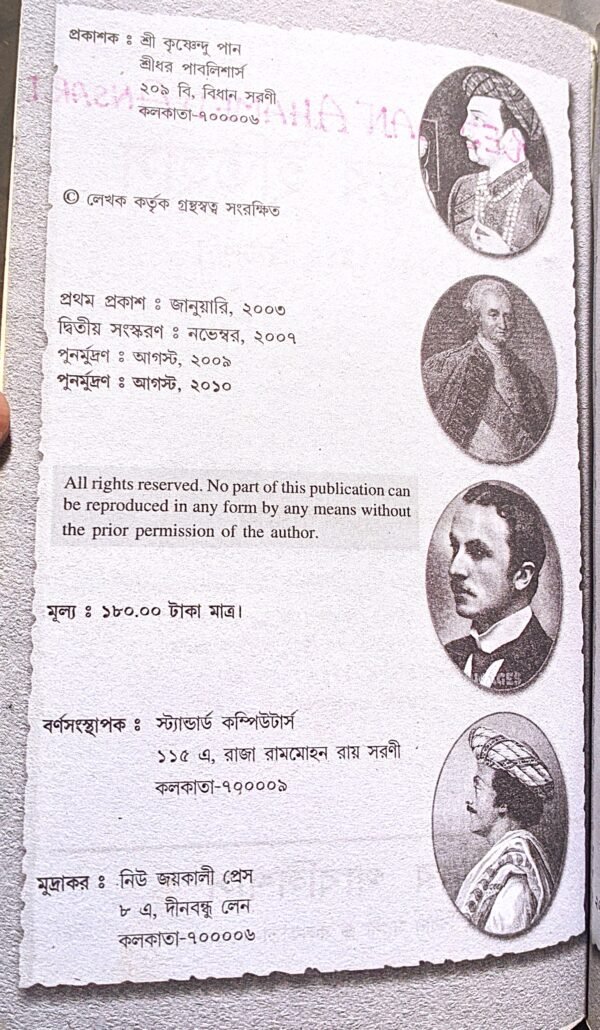 প্রকাশক : শ্রী কৃষ্ণেন্দু পান
শ্রীধর পাবলিশার্স
২০৯ বি, বিধান সরণী
কলকাতা-৭০০০০৬
© লেখক কর্তৃক গ্রন্থস্বত্ব সংরক্ষিত
প্রথম প্রকাশ : জানুয়ারি, ২০০৩
দ্বিতীয় সংস্করণ : নভেম্বর, ২০০৭
পুনর্মুদ্রণ : আগস্ট, ২০০৯
পুনর্মুদ্রণ : আগস্ট, ২০১০
All rights reserved. No part of this publication can
be reproduced in any form by any means without
the prior permission of the author.
মূল্য : ১৮০.০০ টাকা মাত্র।
বর্ণসংস্থাপক : স্ট্যান্ডার্ড কম্পিউটার্স
১১৫ এ, রাজা রামমোহন রায় সরণী
কলকাতা-৭০০০০৯
মুদ্রাকর : নিউ জয়কালী প্রেস
৮ এ, দীনবন্ধু লেন
কলকাতা-৭০০০০৬